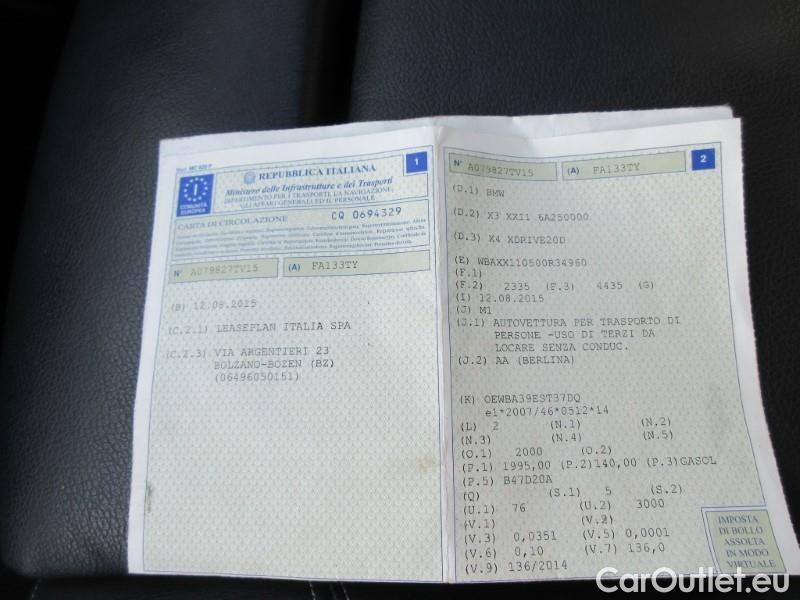 Mod. MC 820 F
1
REPUBBLICA ITALIANA
Ministero delle Infrastrutture e dei Trasporti
DIPARTIMENTO PER I TRASPORTI, LA NAVIGAZIONE,
GLI AFFARI GENERALI ED IL PERSONALE
I
COMUNITÀ
EUROPEA
CARTA DI CIRCOLAZIONE CQ 0694329
N° A079827TV15 (A) FA133TY
(B) 12.08.2015
(C.2.1) LEASEPLAN ITALIA SPA
(C.2.3) VIA ARGENTIERI 23
BOLZANO-BOZEN (BZ)
(06496050151)
2
N° A079827TV15 (A) FA133TY
(D.1) BMW
(D.2) X3 XX11 6A250000
(D.3) X4 XDRIVE20D
(E) WBAXX110500R34960
(F.1)
(F.2) 2335 (F.3) 4435 (G)
(I) 12.08.2015
(J) M1
(J.1) AUTOVETTURA PER TRASPORTO DI
PERSONE -USO DI TERZI DA
LOCARE SENZA CONDUC.
(J.2) AA (BERLINA)
(K) OEWBA39EST37DQ
e1*2007/46*0512*14
(L) 2 (N.1) (N.2)
(N.3) (N.4) (N.5)
(O.1) 2000 (O.2)
(P.1) 1995,00 (P.2)140,00 (P.3)GASOL
(P.5) B47D20A
(Q) (S.1) 5 (S.2)
(U.1) 76 (U.2) 3000
(V.1) (V.2)
(V.3) 0,0351 (V.5) 0,0001
(V.6) 0,10 (V.7) 136,0
(V.9) 136/2014
IMPOSTA
DI BOLLO
ASSOLTA
IN MODO
VIRTUALE
CarOutlet.eu